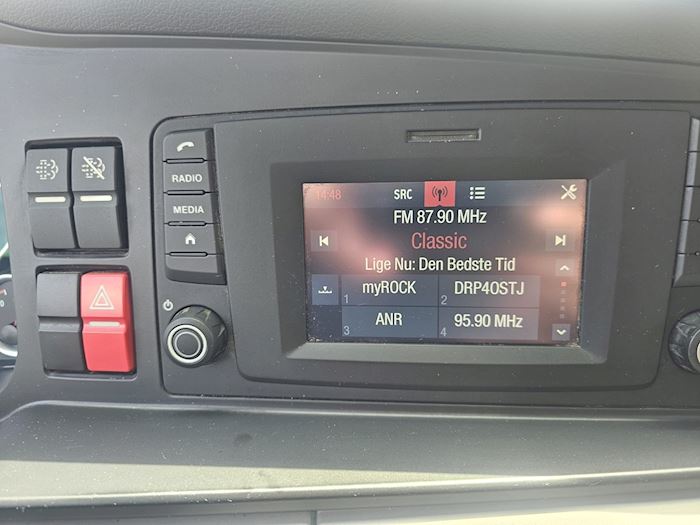 RADIO
MEDIA
14:48
SRC
FM 87.90 MHz
Classic
Lige Nu: Den Bedste Tid
1 myROCK
2 DRP4OSTJ
3 ANR
4 95.90 MHz